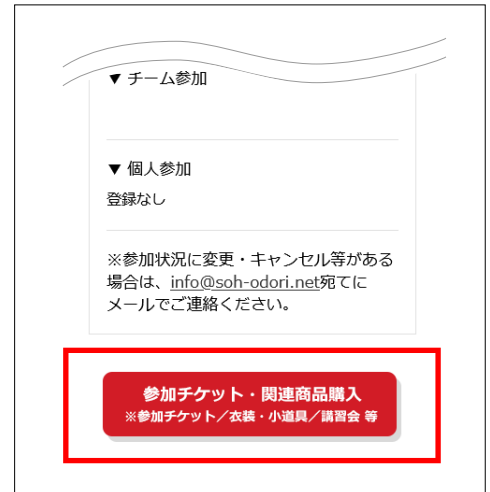 ▼ チーム参加
▼ 個人参加
登録なし
※参加状況に変更・キャンセル等がある
場合は、info@soh-odori.net宛てに
メールでご連絡ください。
参加チケット・関連商品購入
※参加チケット／衣装・小道具／講習会 等